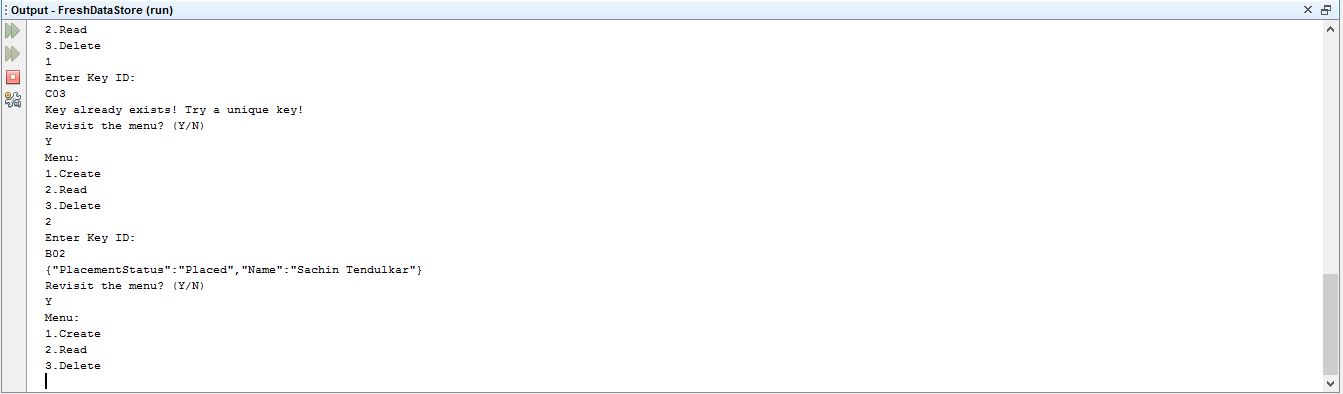 Output - FreshDataStore (run)
2.Read
3.Delete
1
Enter Key ID:
C03
Key already exists! Try a unique key!
Revisit the menu? (Y/N)
Y
Menu:
1.Create
2.Read
3.Delete
2
Enter Key ID:
B02
{"PlacementStatus":"Placed","Name":"Sachin Tendulkar"}
Revisit the menu? (Y/N)
Y
Menu:
1.Create
2.Read
3.Delete